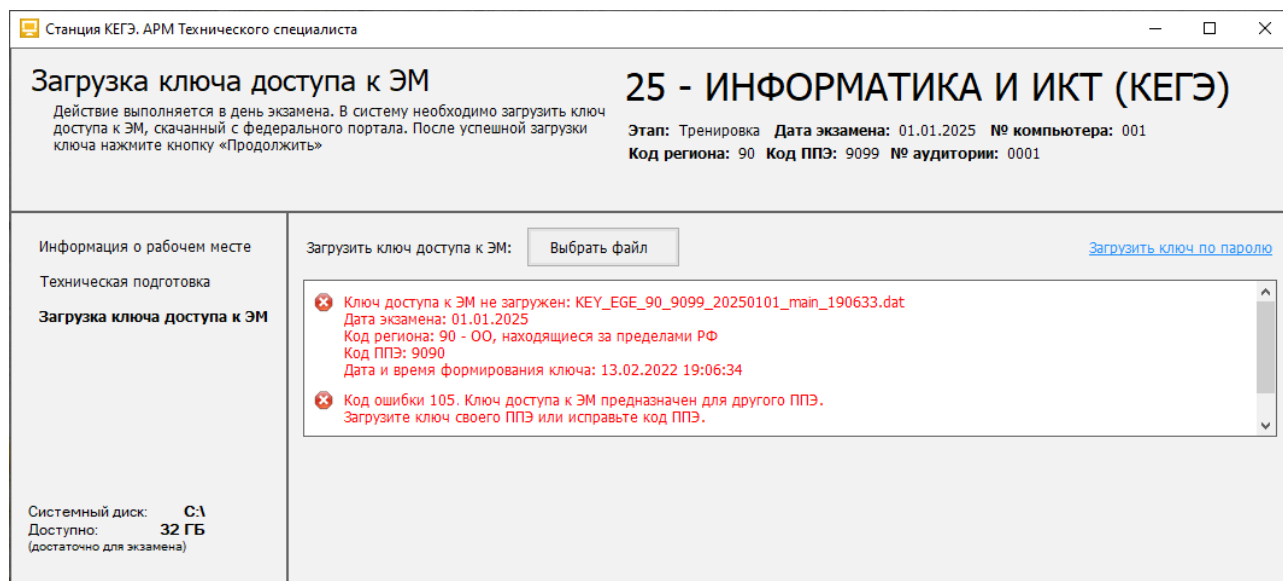 Станция КЕГЭ. АРМ Технического специалиста
Загрузка ключа доступа к ЭМ
Действие выполняется в день экзамена. В систему необходимо загрузить ключ
доступа к ЭМ, скачанный с федерального портала. После успешной загрузки
ключа нажмите кнопку «Продолжить»
25 - ИНФОРМАТИКА И ИКТ (КЕГЭ)
Этап: Тренировка Дата экзамена: 01.01.2025 № компьютера: 001
Код региона: 90 Код ППЭ: 9099 № аудитории: 0001
Информация о рабочем месте
Техническая подготовка
Загрузка ключа доступа к ЭМ
Системный диск: C:\
Доступно: 32 ГБ
(достаточно для экзамена)
Загрузить ключ доступа к ЭМ: Выбрать файл Загрузить ключ по паролю
Ключ доступа к ЭМ не загружен: KEY_EGE_90_9099_20250101_main_190633.dat
Дата экзамена: 01.01.2025
Код региона: 90 - ОО, находящиеся за пределами РФ
Код ППЭ: 9090
Дата и время формирования ключа: 13.02.2022 19:06:34
Код ошибки 105. Ключ доступа к ЭМ предназначен для другого ППЭ.
Загрузите ключ своего ППЭ или исправьте код ППЭ.